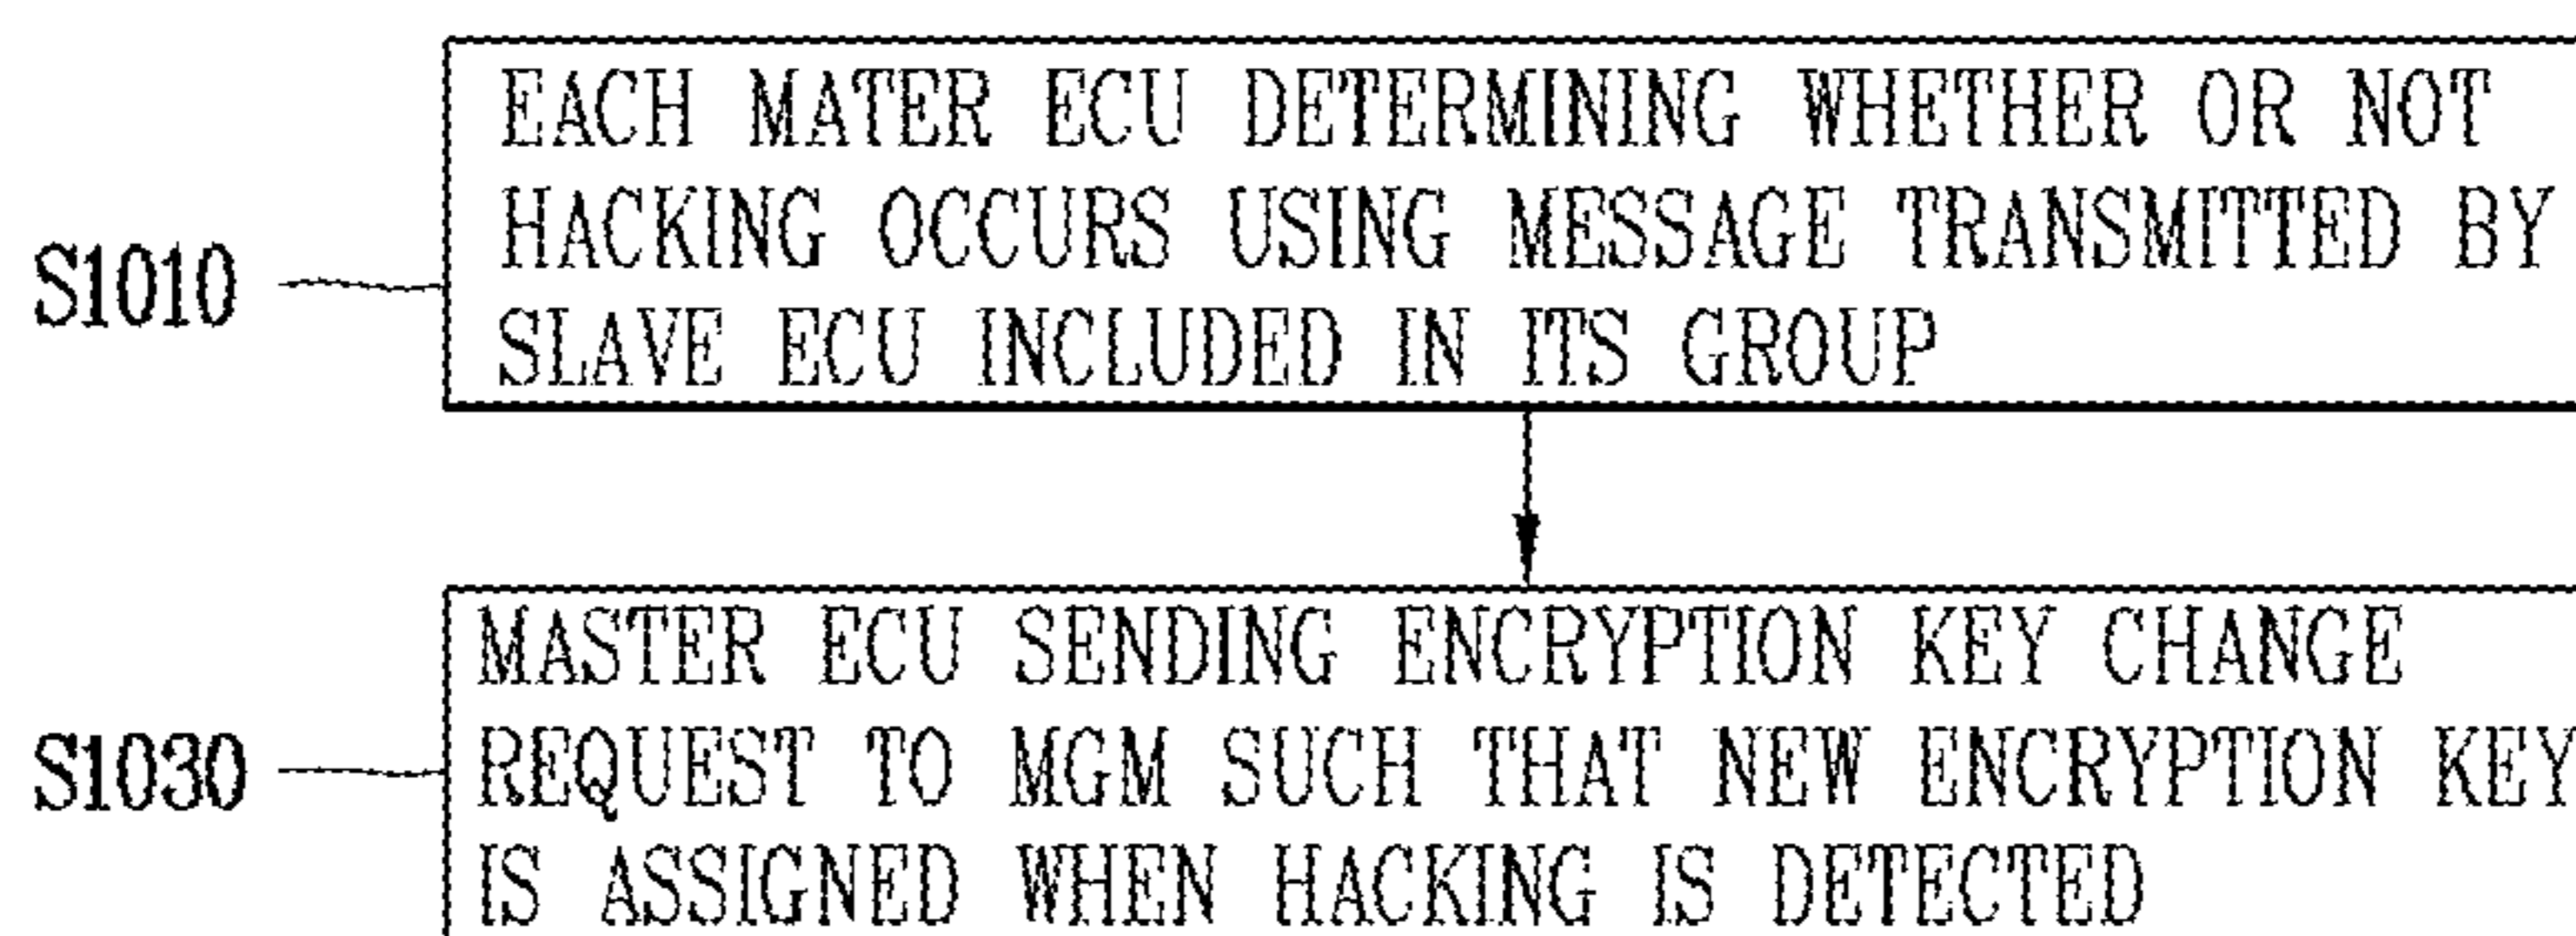 EACH MATER ECU DETERMINING WHETHER OR NOT
HACKING OCCURS USING MESSAGE TRANSMITTED BY
S1010
SLAVE ECU INCLUDED IN ITS GROUP
MASTER ECU SENDING ENCRYPTION KEY CHANGE
S1030
REQUEST TO MGM SUCH THAT NEW ENCRYPTION KEY
IS ASSIGNED WHEN HACKING IS DETECTED